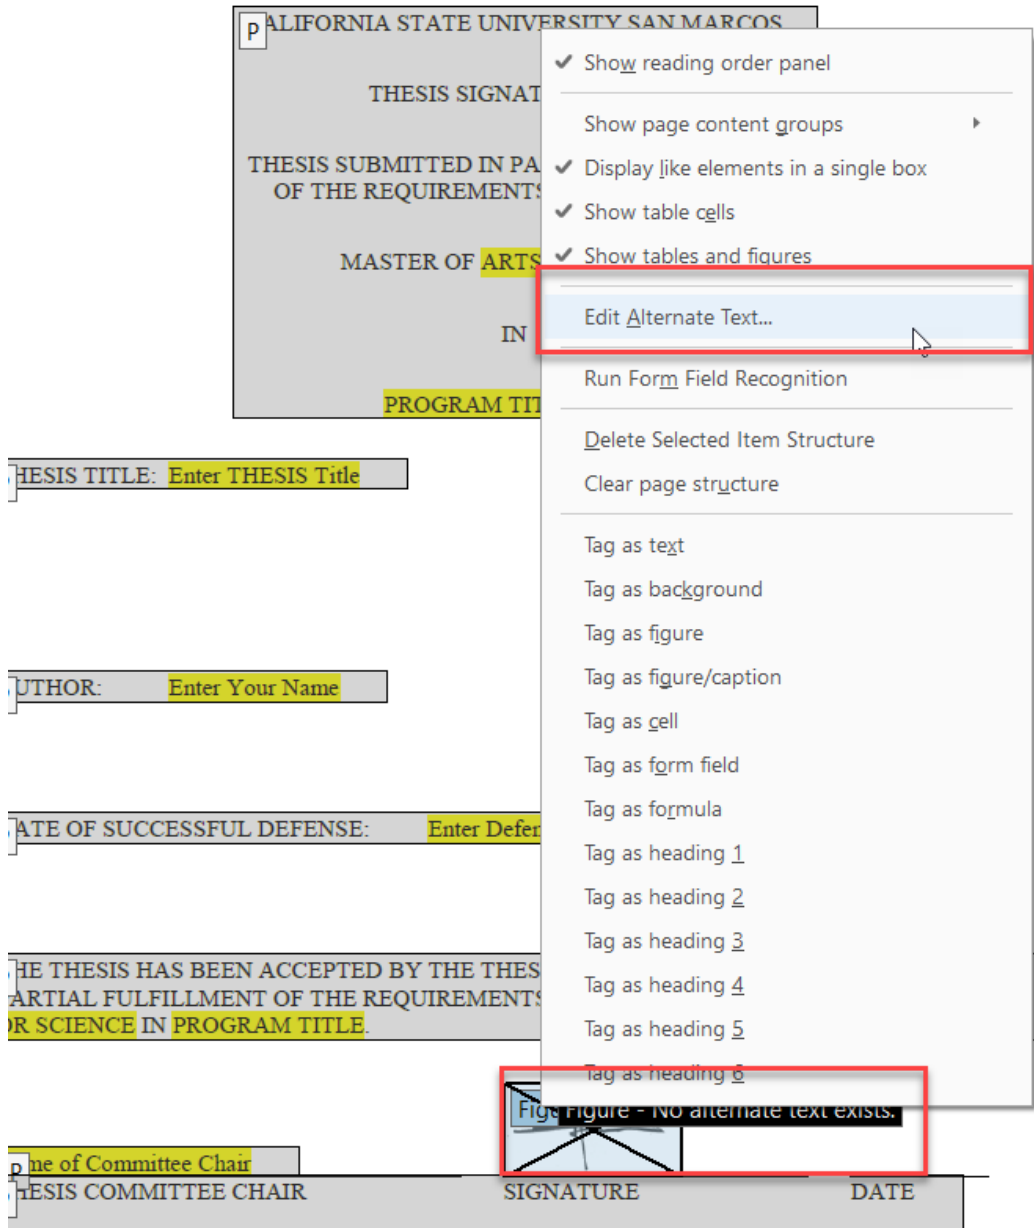 P
ALIFORNIA STATE UNIVERSITY SAN MARCOS
THESIS SIGNAT
THESIS SUBMITTED IN PA
OF THE REQUIREMENTS
MASTER OF ARTS
IN
PROGRAM TIT
HESIS TITLE: Enter THESIS Title
UTHOR: Enter Your Name
ATE OF SUCCESSFUL DEFENSE: Enter Defen
HE THESIS HAS BEEN ACCEPTED BY THE THES
ARTIAL FULFILLMENT OF THE REQUIREMENTS
OR SCIENCE IN PROGRAM TITLE.
Show reading order panel
Show page content groups
Display like elements in a single box
Show table cells
Show tables and figures
Edit Alternate Text...
Run Form Field Recognition
Delete Selected Item Structure
Clear page structure
Tag as text
Tag as background
Tag as figure
Tag as figure/caption
Tag as cell
Tag as form field
Tag as formula
Tag as heading 1
Tag as heading 2
Tag as heading 3
Tag as heading 4
Tag as heading 5
Tag as heading 6
Figure - No alternate text exists.
P me of Committee Chair
HESIS COMMITTEE CHAIR SIGNATURE DATE